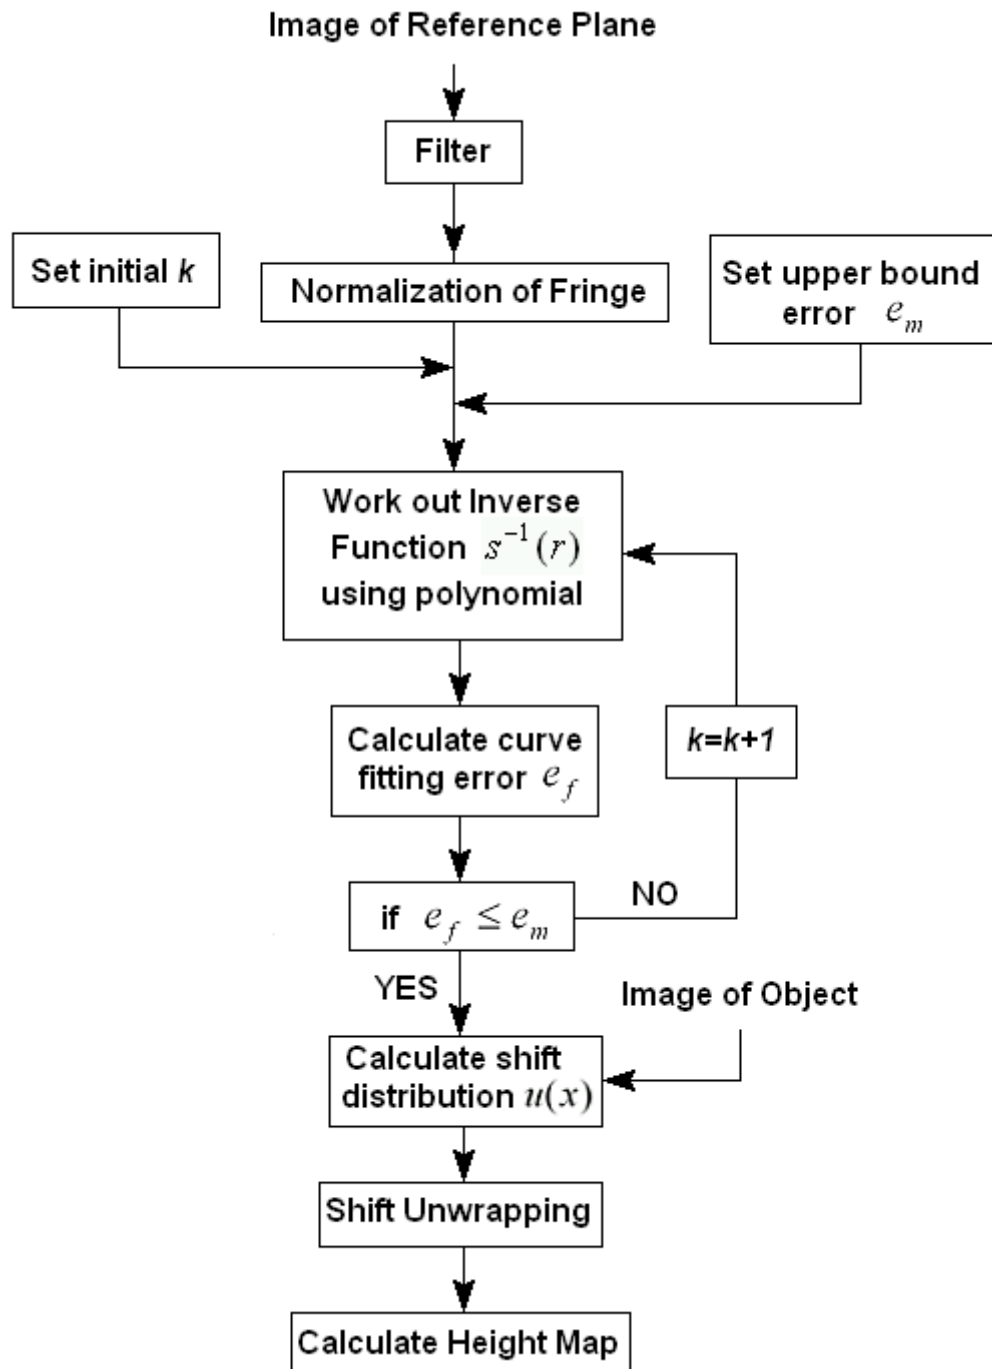 Image of Reference Plane
Filter
Set initial k
Normalization of Fringe
Set upper bound
error e_m
Work out Inverse
Function s^{-1}(r)
using polynomial
Calculate curve
fitting error e_f
k=k+1
if e_f ≤ e_m
NO
YES
Image of Object
Calculate shift
distribution u(x)
Shift Unwrapping
Calculate Height Map